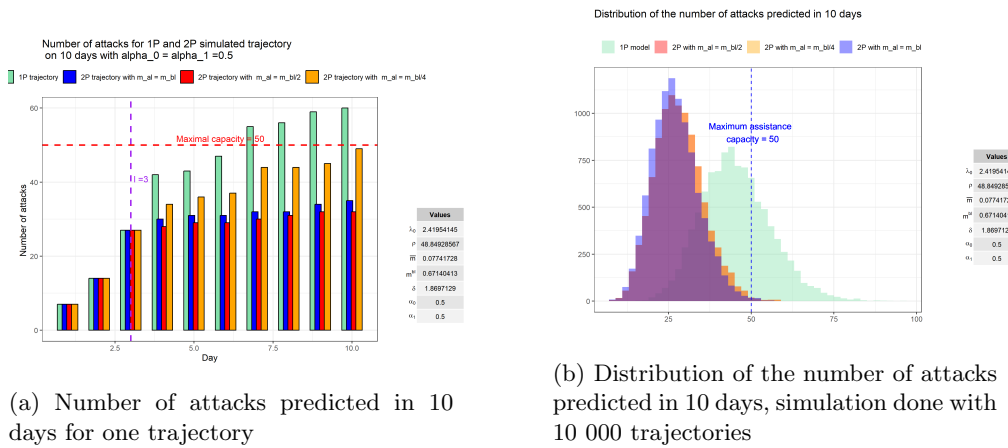 Number of attacks for 1P and 2P simulated trajectory
on 10 days with alpha_0 = alpha_1 =0.5
1P trajectory 2P trajectory with m_al = m_bl 2P trajectory with m_al = m_bl/2 2P trajectory with m_al = m_bl/4
Number of attacks
60
40
20
0
Maximal capacity = 50
l =3
2.5 5.0 7.5 10.0
Day
Values
λ₀ 2.41954145
ρ 48.84928567
m̅ 0.07741728
mᵂ 0.67140413
δ 1.8697129
α₀ 0.5
α₁ 0.5
(a) Number of attacks predicted in 10
days for one trajectory
Distribution of the number of attacks predicted in 10 days
1P model 2P with m_al = m_bl/2 2P with m_al = m_bl/4 2P with m_al = m_bl
1000
750
500
250
0
Maximum assistance
capacity = 50
25 50 75 100
Values
λ₀ 2.4195414
ρ 48.849285
m̅ 0.0774172
mᵂ 0.671404
δ 1.869712
α₀ 0.5
α₁ 0.5
(b) Distribution of the number of attacks
predicted in 10 days, simulation done with
10 000 trajectories